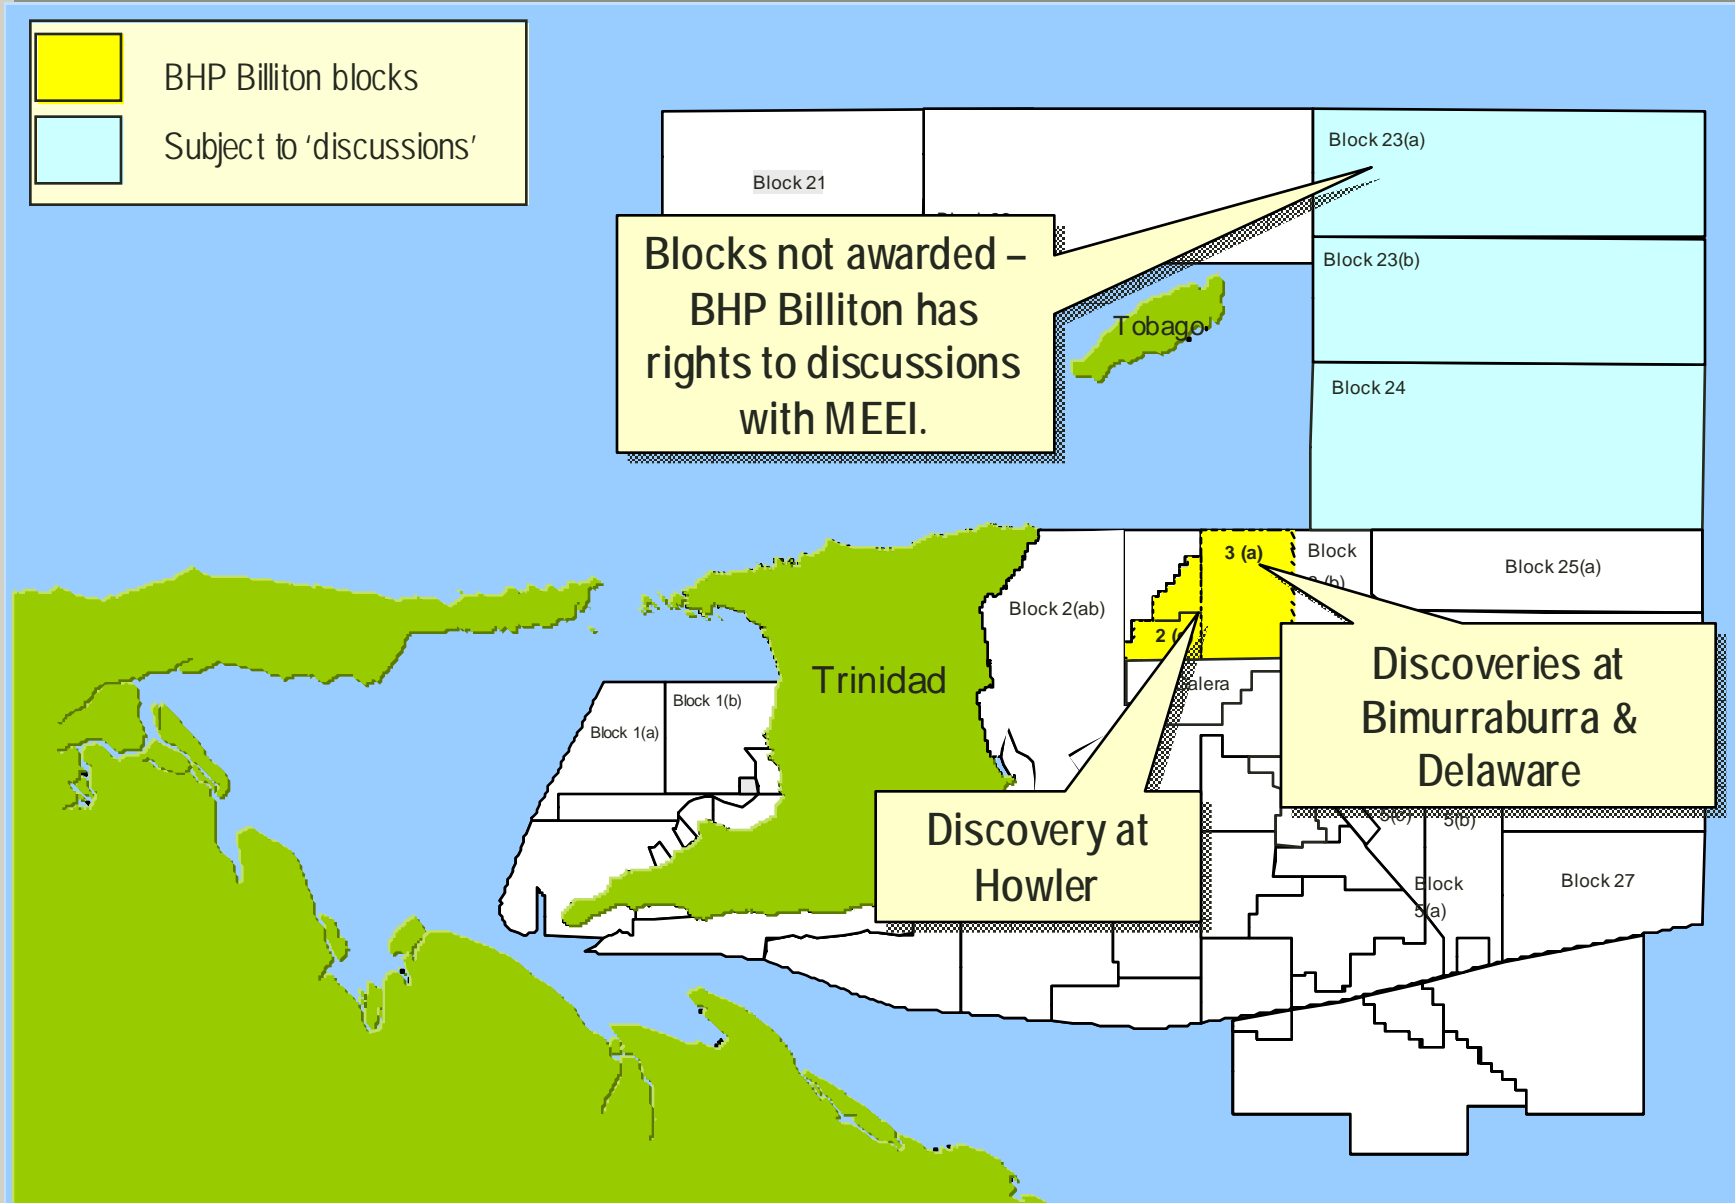 BHP Billiton blocks
Subject to ‘discussions’
Block 23(a)
Block 21
Blocks not awarded –
BHP Billiton has
rights to discussions
with MEEI.
Block 23(b)
Tobago
Block 24
3 (a)
Block
Block 25(a)
Block 2(ab)
2
Trinidad
Discoveries at
Bimurraburra &
Delaware
Block 1(b)
Block 1(a)
Discovery at
Howler
5(c)
5(b)
Block
5(a)
Block 27